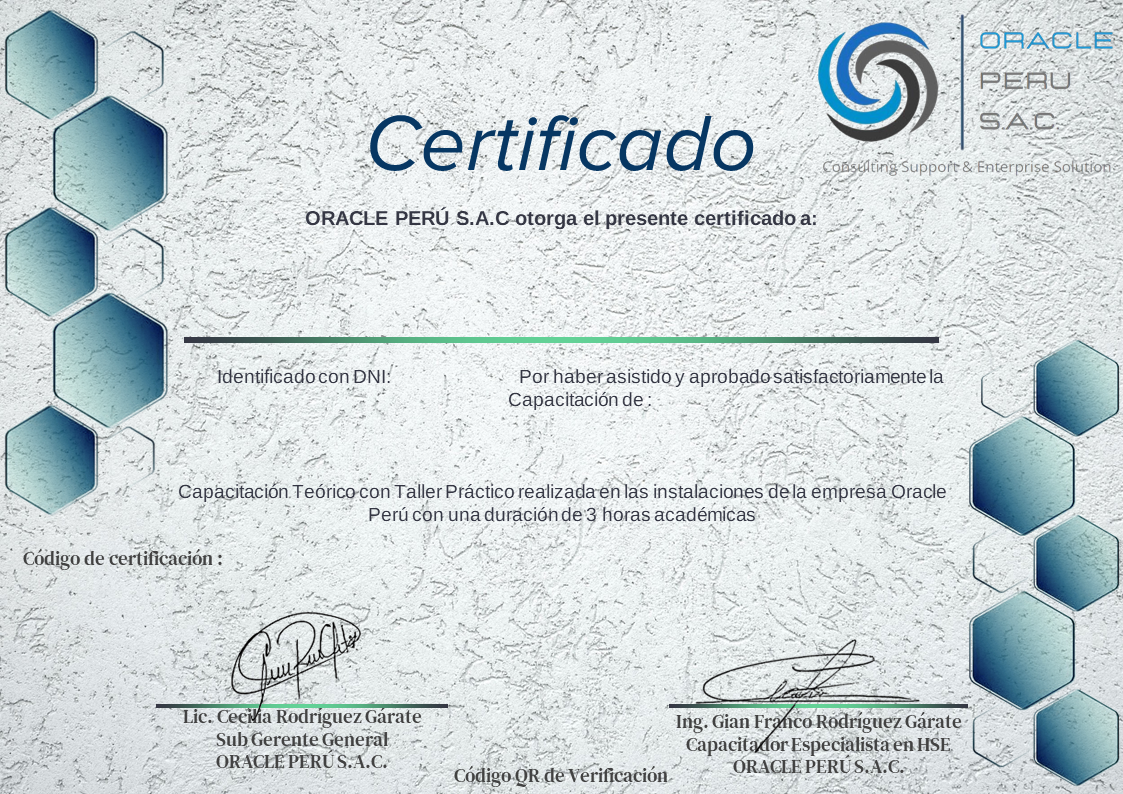 ORACLE
PERU
S.A.C
Consulting Support & Enterprise Solution
Certificado
ORACLE PERÚ S.A.C otorga el presente certificado a:
Identificado con DNI: Por haber asistido y aprobado satisfactoriamente la
Capacitación de :
Capacitación Teórico con Taller Práctico realizada en las instalaciones de la empresa Oracle
Perú con una duración de 3 horas académicas
Código de certificación :
Lic. Cecilia Rodríguez Gárate
Sub Gerente General
ORACLE PERÚ S.A.C.
Ing. Gian Franco Rodríguez Gárate
Capacitador Especialista en HSE
ORACLE PERÚ S.A.C.
Código QR de Verificación